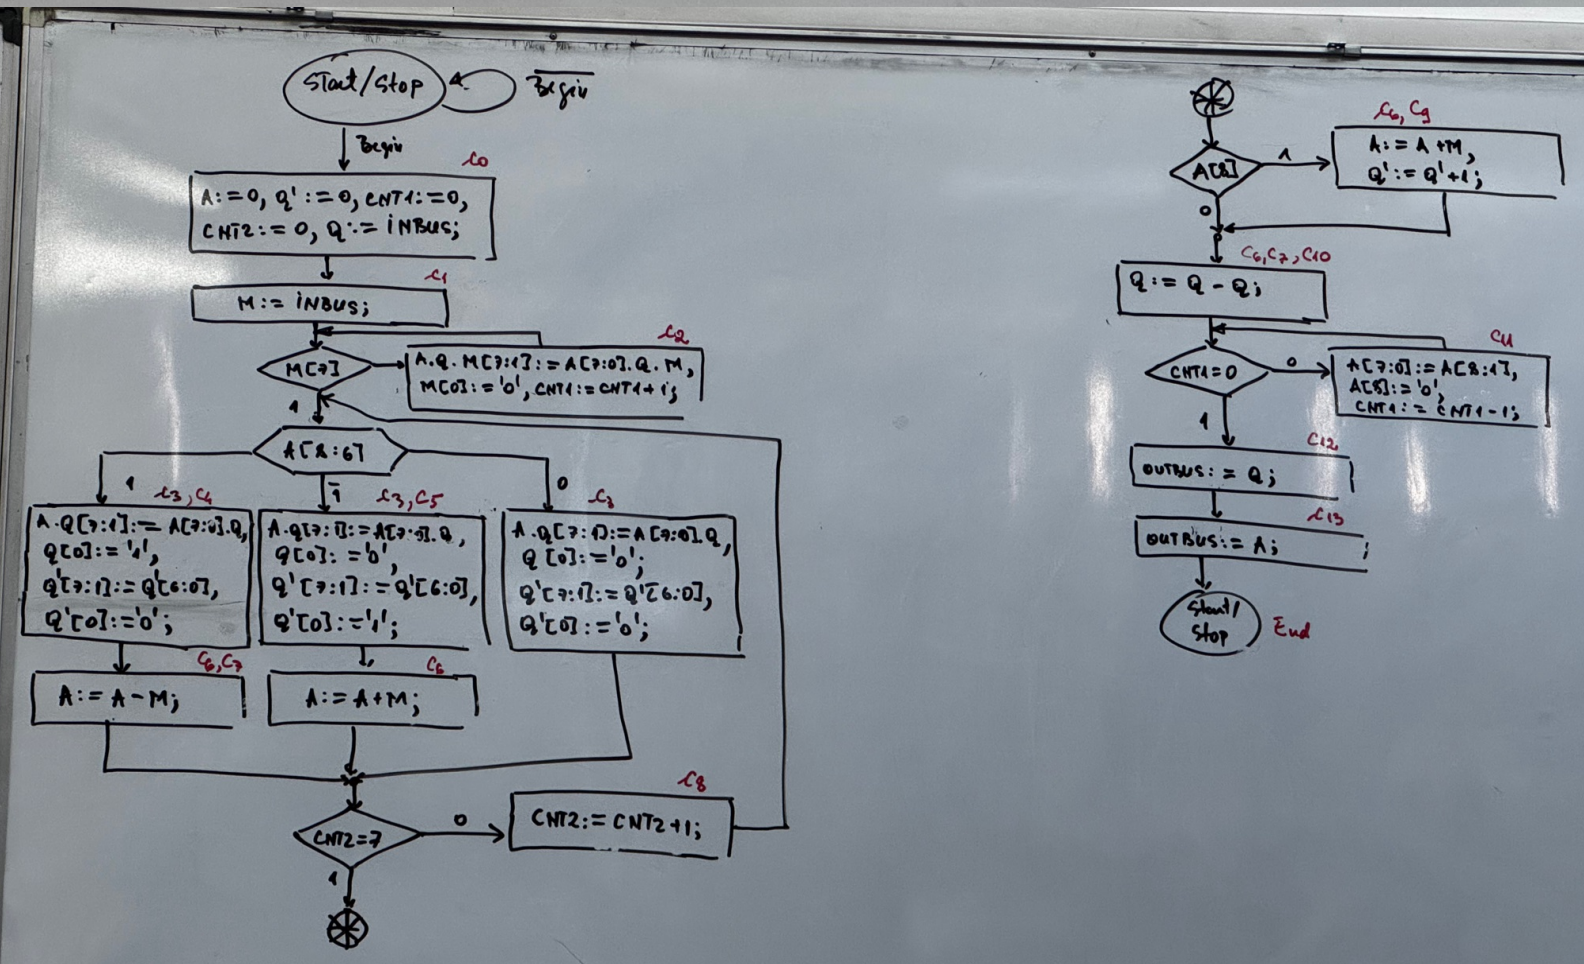 Start/Stop
Begin
Begin
C0
A:=0, Q':=0, CNT1:=0,
CNT2:=0, Q:=INBUS;
C1
M:= INBUS;
C2
M[7]
A.Q.M[7:1]:=A[7:0].Q.M,
M[0]:='0', CNT1:=CNT1+1;
1
A[8:6]
1
C3, C4
1
C3, C5
0
C3
A.Q[7:1]:= A[7:0].Q,
Q[0]:='1',
Q'[7:1]:=Q'[6:0],
Q'[0]:='0';
A.Q[7:1]:=A[7:0].Q,
Q[0]:='0',
Q'[7:1]:=Q'[6:0],
Q'[0]:='1';
A.Q[7:1]:=A[7:0].Q,
Q[0]:='0';
Q'[7:1]:=Q'[6:0],
Q'[0]:='0';
C6, C7
A:= A-M;
C6
A:= A+M;
CNT2=7
0
C8
CNT2:=CNT2+1;
1
A[8]
1
C6, C9
A:= A+M,
Q':=Q'+1;
0
C6, C7, C10
Q:= Q-Q;
CNT1=0
0
C11
A[7:0]:=A[8:1],
A[8]:='0',
CNT1:=CNT1-1;
1
C12
OUTBUS:= Q;
C13
OUTBUS:= A;
Start/
Stop
End